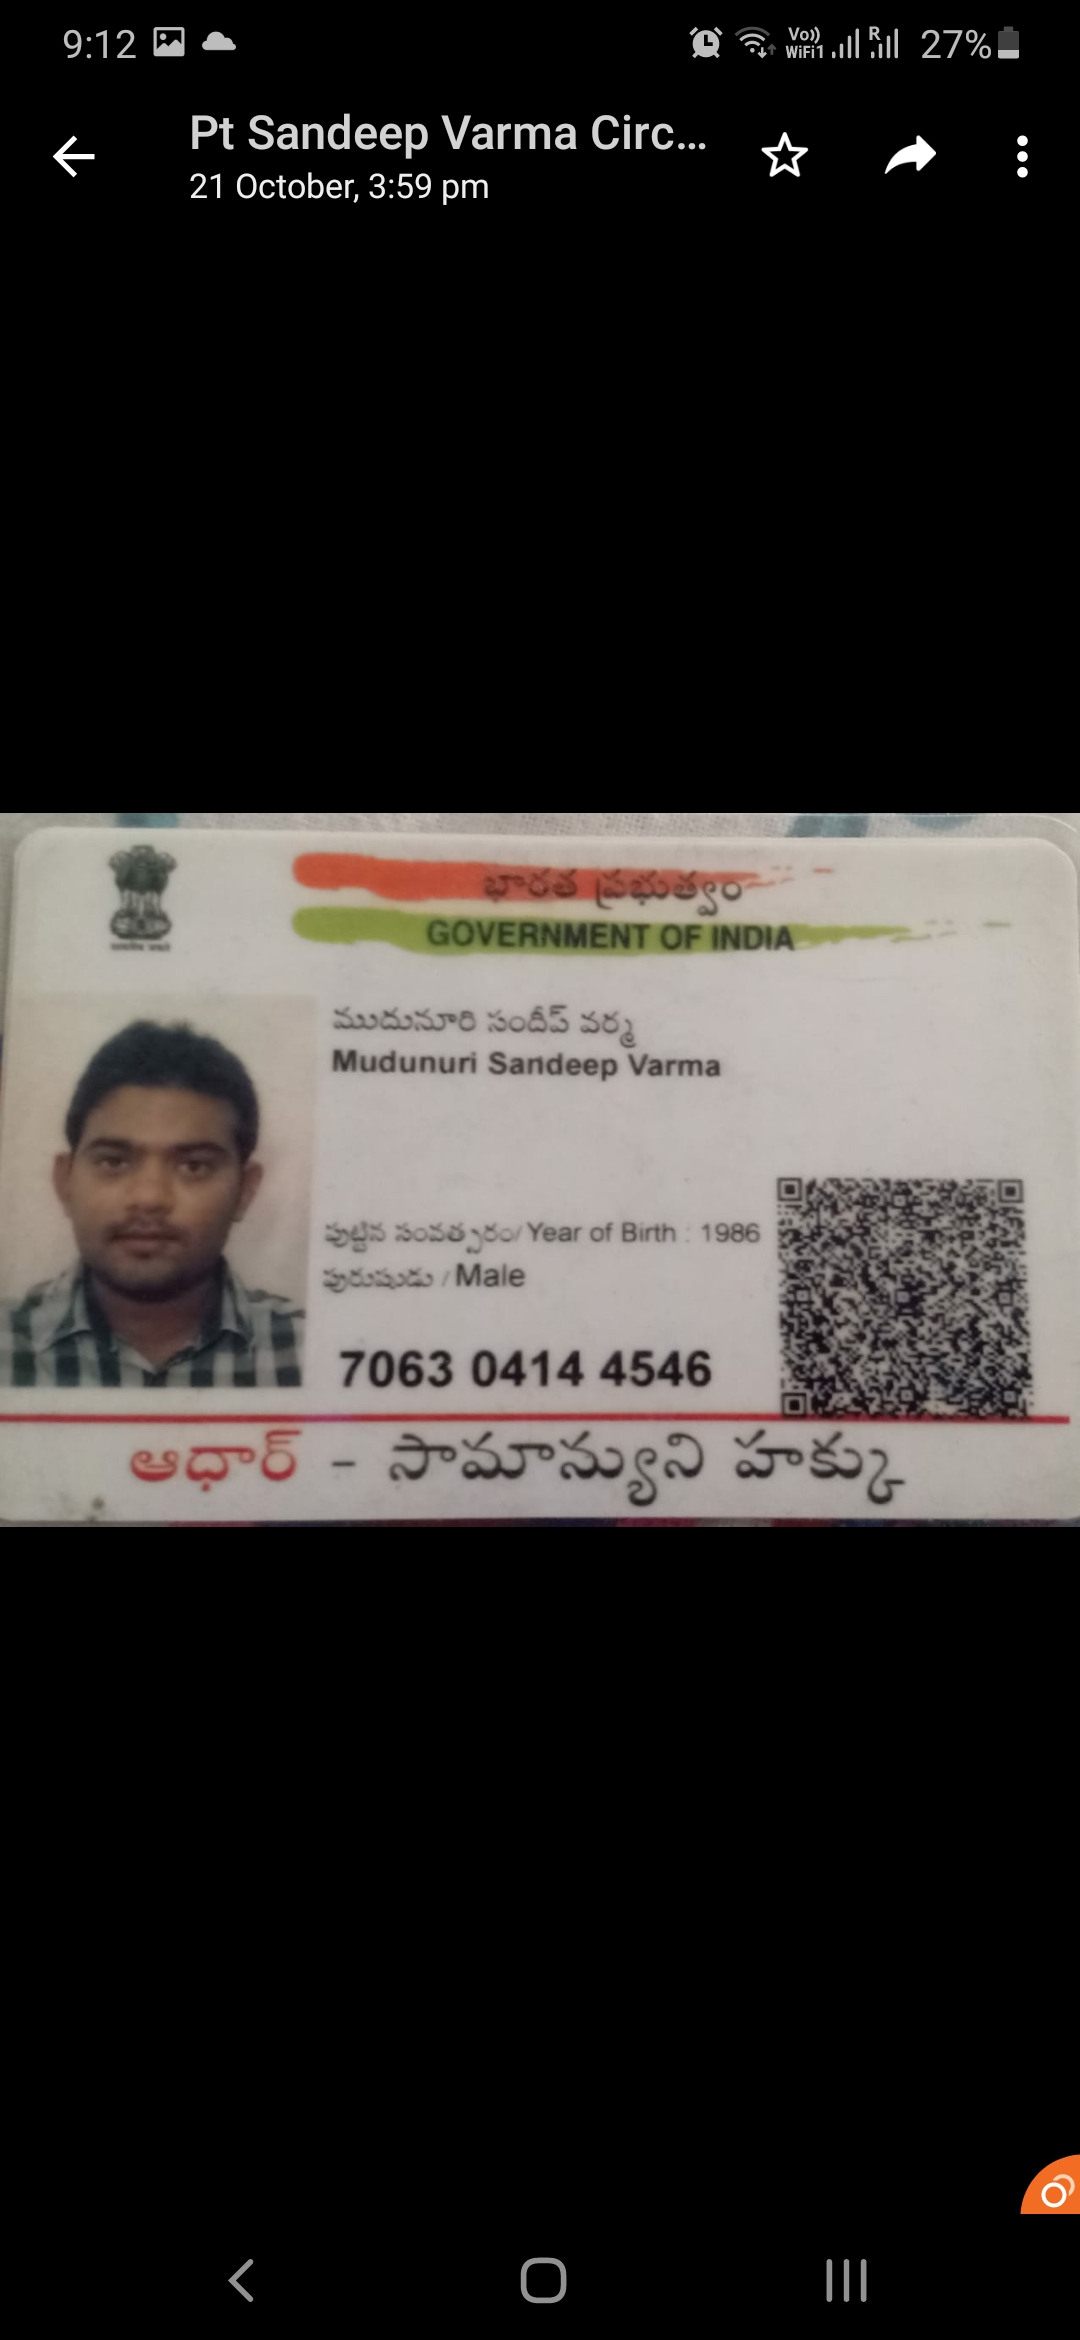 9:12
Vo))
WiFi1
R
27%
Pt Sandeep Varma Circ...
21 October, 3:59 pm
భారత ప్రభుత్వం
GOVERNMENT OF INDIA
ముదునూరి సందీప్ వర్మ
Mudunuri Sandeep Varma
పుట్టిన సంవత్సరం/ Year of Birth : 1986
పురుషుడు / Male
7063 0414 4546
ఆధార్ - సామాన్యుని హక్కు